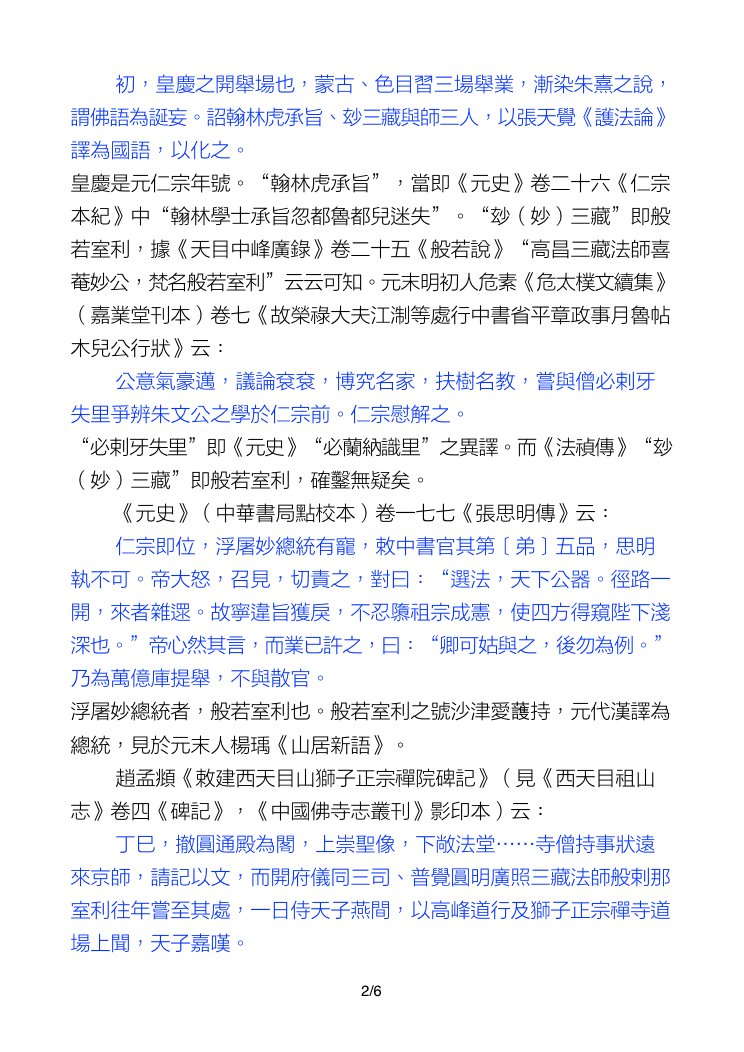 初，皇慶之開舉場也，蒙古、色目習三場舉業，漸染朱熹之說，
謂佛語為誕妄。詔翰林虎承旨、玅三藏與師三人，以張天覺《護法論》
譯為國語，以化之。
皇慶是元仁宗年號。“翰林虎承旨”，當即《元史》卷二十六《仁宗
本紀》中“翰林學士承旨忽都魯都兒迷失”。“玅（妙）三藏”即般
若室利，據《天目中峰廣錄》卷二十五《般若說》“高昌三藏法師喜
菴妙公，梵名般若室利”云云可知。元末明初人危素《危太樸文續集》
（嘉業堂刊本）卷七《故榮祿大夫江淛等處行中書省平章政事月魯帖
木兒公行狀》云：
公意氣豪邁，議論袞袞，博究名家，扶樹名教，嘗與僧必剌牙
失里爭辨朱文公之學於仁宗前。仁宗慰解之。
“必剌牙失里”即《元史》“必蘭納識里”之異譯。而《法禎傳》“玅
（妙）三藏”即般若室利，確鑿無疑矣。
《元史》（中華書局點校本）卷一七七《張思明傳》云：
仁宗即位，浮屠妙總統有寵，敕中書官其第［弟］五品，思明
執不可。帝大怒，召見，切責之，對曰：“選法，天下公器。徑路一
開，來者雜遝。故寧違旨獲戾，不忍隳祖宗成憲，使四方得窺陛下淺
深也。”帝心然其言，而業已許之，曰：“卿可姑與之，後勿為例。”
乃為萬億庫提舉，不與散官。
浮屠妙總統者，般若室利也。般若室利之號沙津愛護持，元代漢譯為
總統，見於元末人楊瑀《山居新語》。
趙孟頫《敕建西天目山獅子正宗禪院碑記》（見《西天目祖山
志》卷四《碑記》，《中國佛寺志叢刊》影印本）云：
丁巳，撤圓通殿為閣，上崇聖像，下敞法堂……寺僧持事狀遠
來京師，請記以文，而開府儀同三司、普覺圓明廣照三藏法師般剌那
室利往年嘗至其處，一日侍天子燕間，以高峰道行及獅子正宗禪寺道
場上聞，天子嘉嘆。
2/6